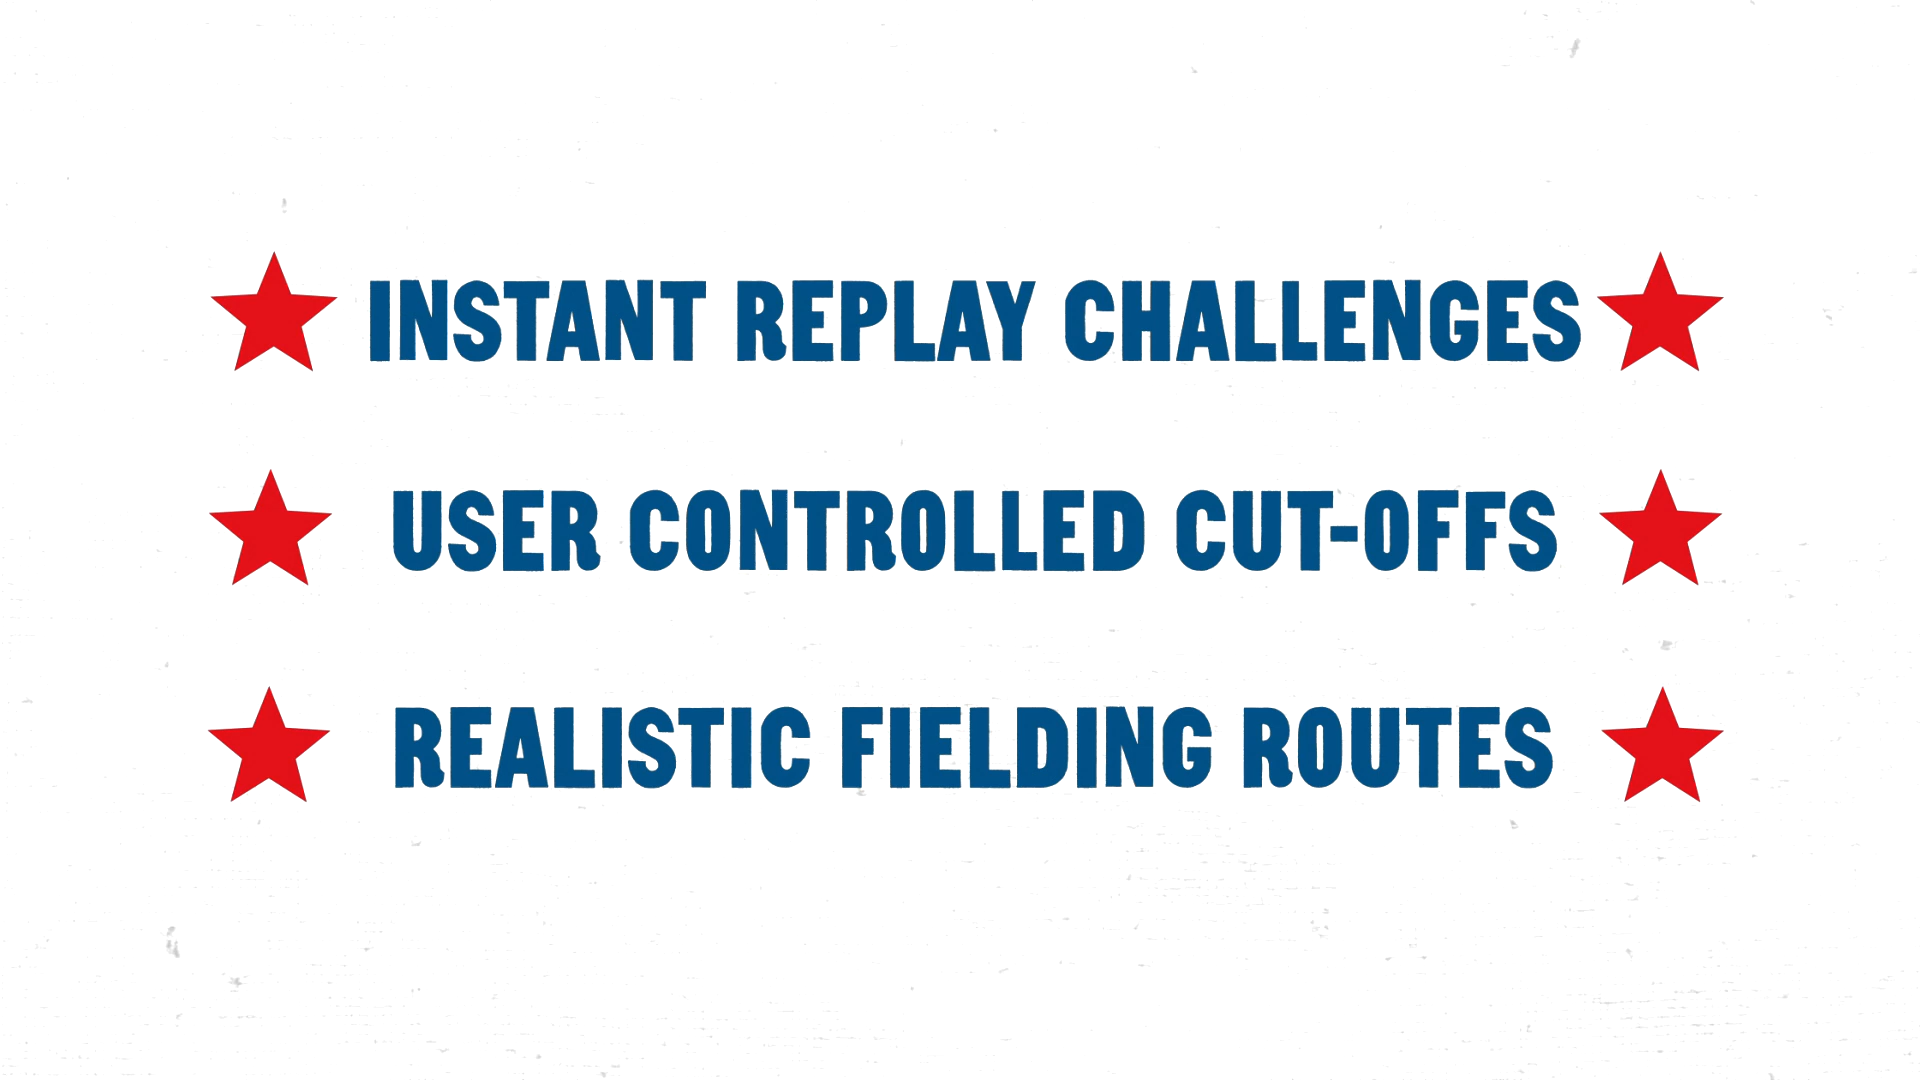 INSTANT REPLAY CHALLENGES
USER CONTROLLED CUT-OFFS
REALISTIC FIELDING ROUTES